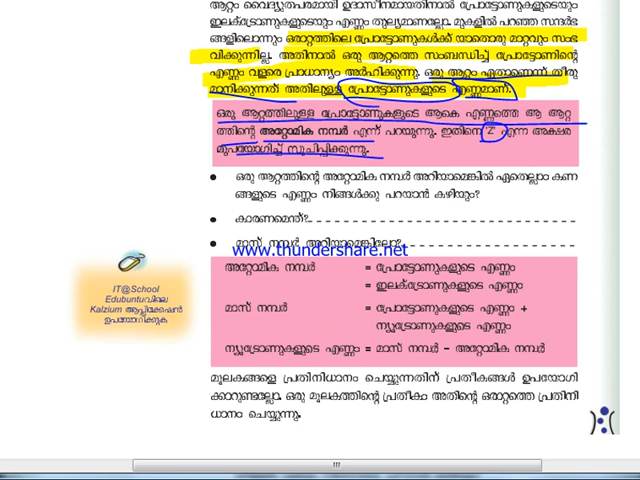 ആറ്റം വൈദ്യുതപരമായി ഉദാസീനമായതിനാൽ പ്രോട്ടോണുകളുടെയും
ഇലക്ട്രോണുകളുടെയും എണ്ണം തുല്യമാണല്ലോ. മുകളിൽ പറഞ്ഞ സന്ദർഭ
ങ്ങളിലൊന്നും ഒരാറ്റത്തിലെ പ്രോട്ടോണുകൾക്ക് യാതൊരു മാറ്റവും സംഭ
വിക്കുന്നില്ല. അതിനാൽ ഒരു ആറ്റത്തെ സംബന്ധിച്ച് പ്രോട്ടോണിന്റെ
എണ്ണം വളരെ പ്രാധാന്യം അർഹിക്കുന്നു. ഒരു ആറ്റം ഏതാണെന്ന് തീരു
മാനിക്കുന്നത് അതിലുള്ള പ്രോട്ടോണുകളുടെ എണ്ണമാണ്.
ഒരു ആറ്റത്തിലുള്ള പ്രോട്ടോണുകളുടെ ആകെ എണ്ണത്തെ ആ ആറ്റ
ത്തിന്റെ അറ്റോമിക നമ്പർ എന്ന് പറയുന്നു. ഇതിനെ 'Z' എന്ന അക്ഷര
മുപയോഗിച്ച് സൂചിപ്പിക്കുന്നു.
● ഒരു ആറ്റത്തിന്റെ അറ്റോമിക നമ്പർ അറിയാമെങ്കിൽ ഏതെല്ലാം കണ
ങ്ങളുടെ എണ്ണം നിങ്ങൾക്കു പറയാൻ കഴിയും?
● കാരണമെന്ത്?
● മാസ് നമ്പർ അറിയാമെങ്കിലോ?
www.thundershare.net
അറ്റോമിക നമ്പർ = പ്രോട്ടോണുകളുടെ എണ്ണം
= ഇലക്ട്രോണുകളുടെ എണ്ണം
മാസ് നമ്പർ = പ്രോട്ടോണുകളുടെ എണ്ണം +
ന്യൂട്രോണുകളുടെ എണ്ണം
ന്യൂട്രോണുകളുടെ എണ്ണം = മാസ് നമ്പർ – അറ്റോമിക നമ്പർ
IT@School
Edubuntuവിലെ
Kalzium ആപ്ലിക്കേഷൻ
ഉപയോഗിക്കുക
മൂലകങ്ങളെ പ്രതിനിധാനം ചെയ്യുന്നതിന് പ്രതീകങ്ങൾ ഉപയോഗി
ക്കാറുണ്ടല്ലോ. ഒരു മൂലകത്തിന്റെ പ്രതീകം അതിന്റെ ഒരാറ്റത്തെ പ്രതിനി
ധാനം ചെയ്യുന്നു.